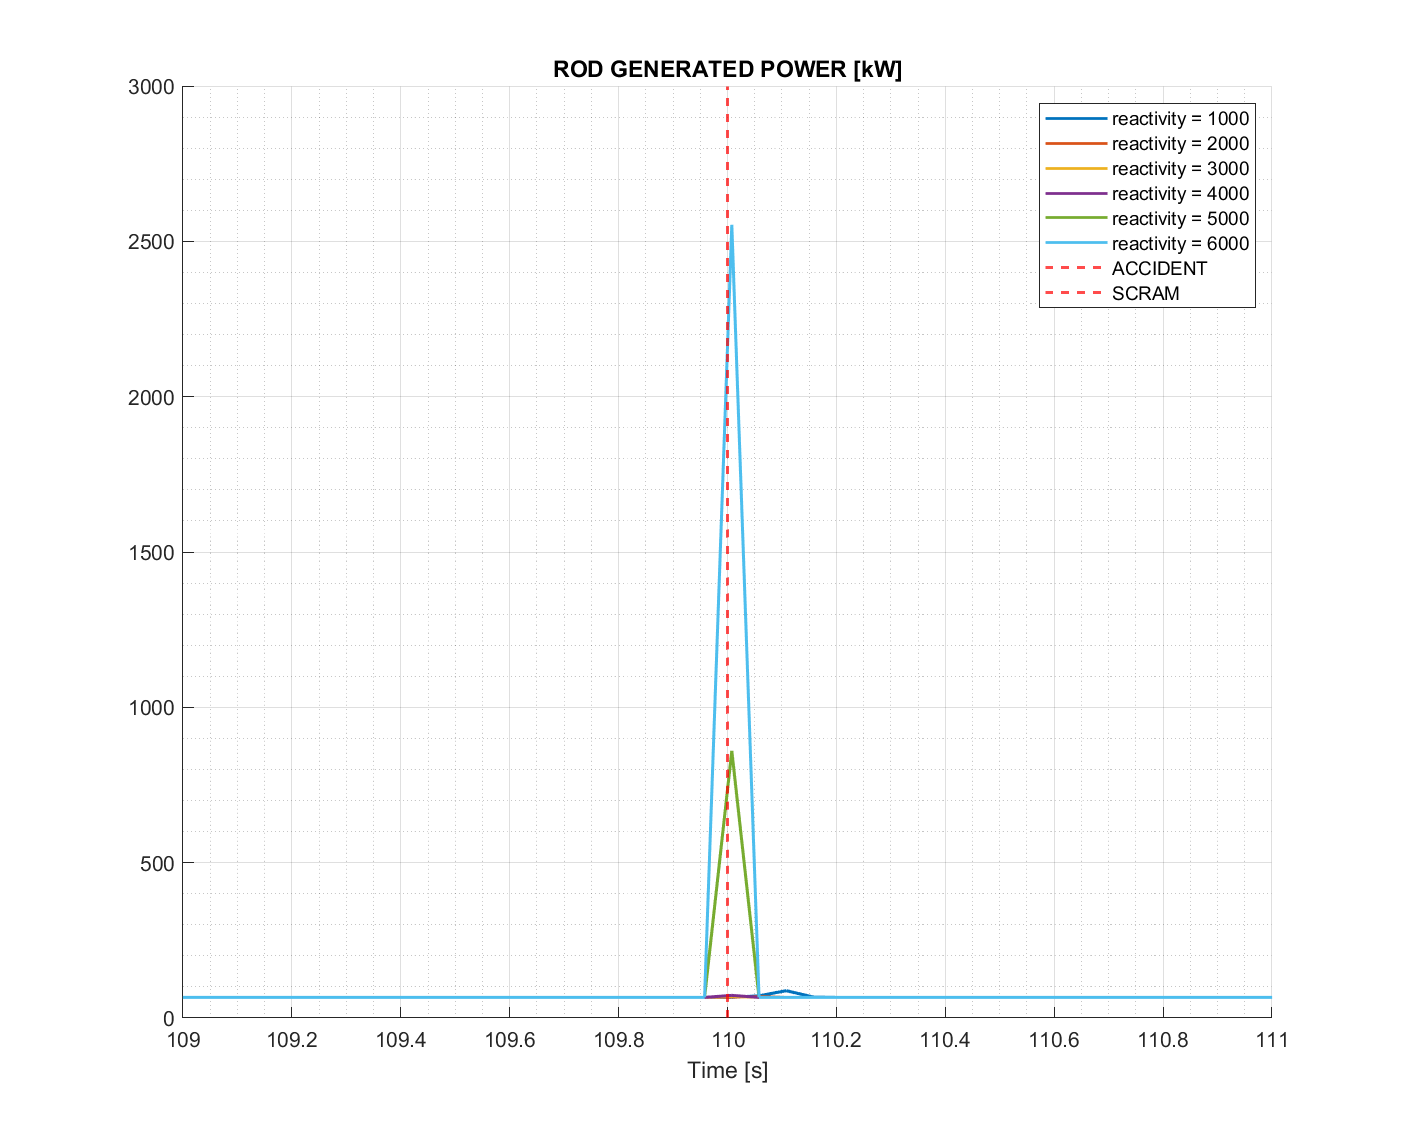 ROD GENERATED POWER [kW]
3000
2500
2000
1500
1000
500
0
reactivity = 1000
reactivity = 2000
reactivity = 3000
reactivity = 4000
reactivity = 5000
reactivity = 6000
ACCIDENT
SCRAM
109 109.2 109.4 109.6 109.8 110 110.2 110.4 110.6 110.8 111
Time [s]